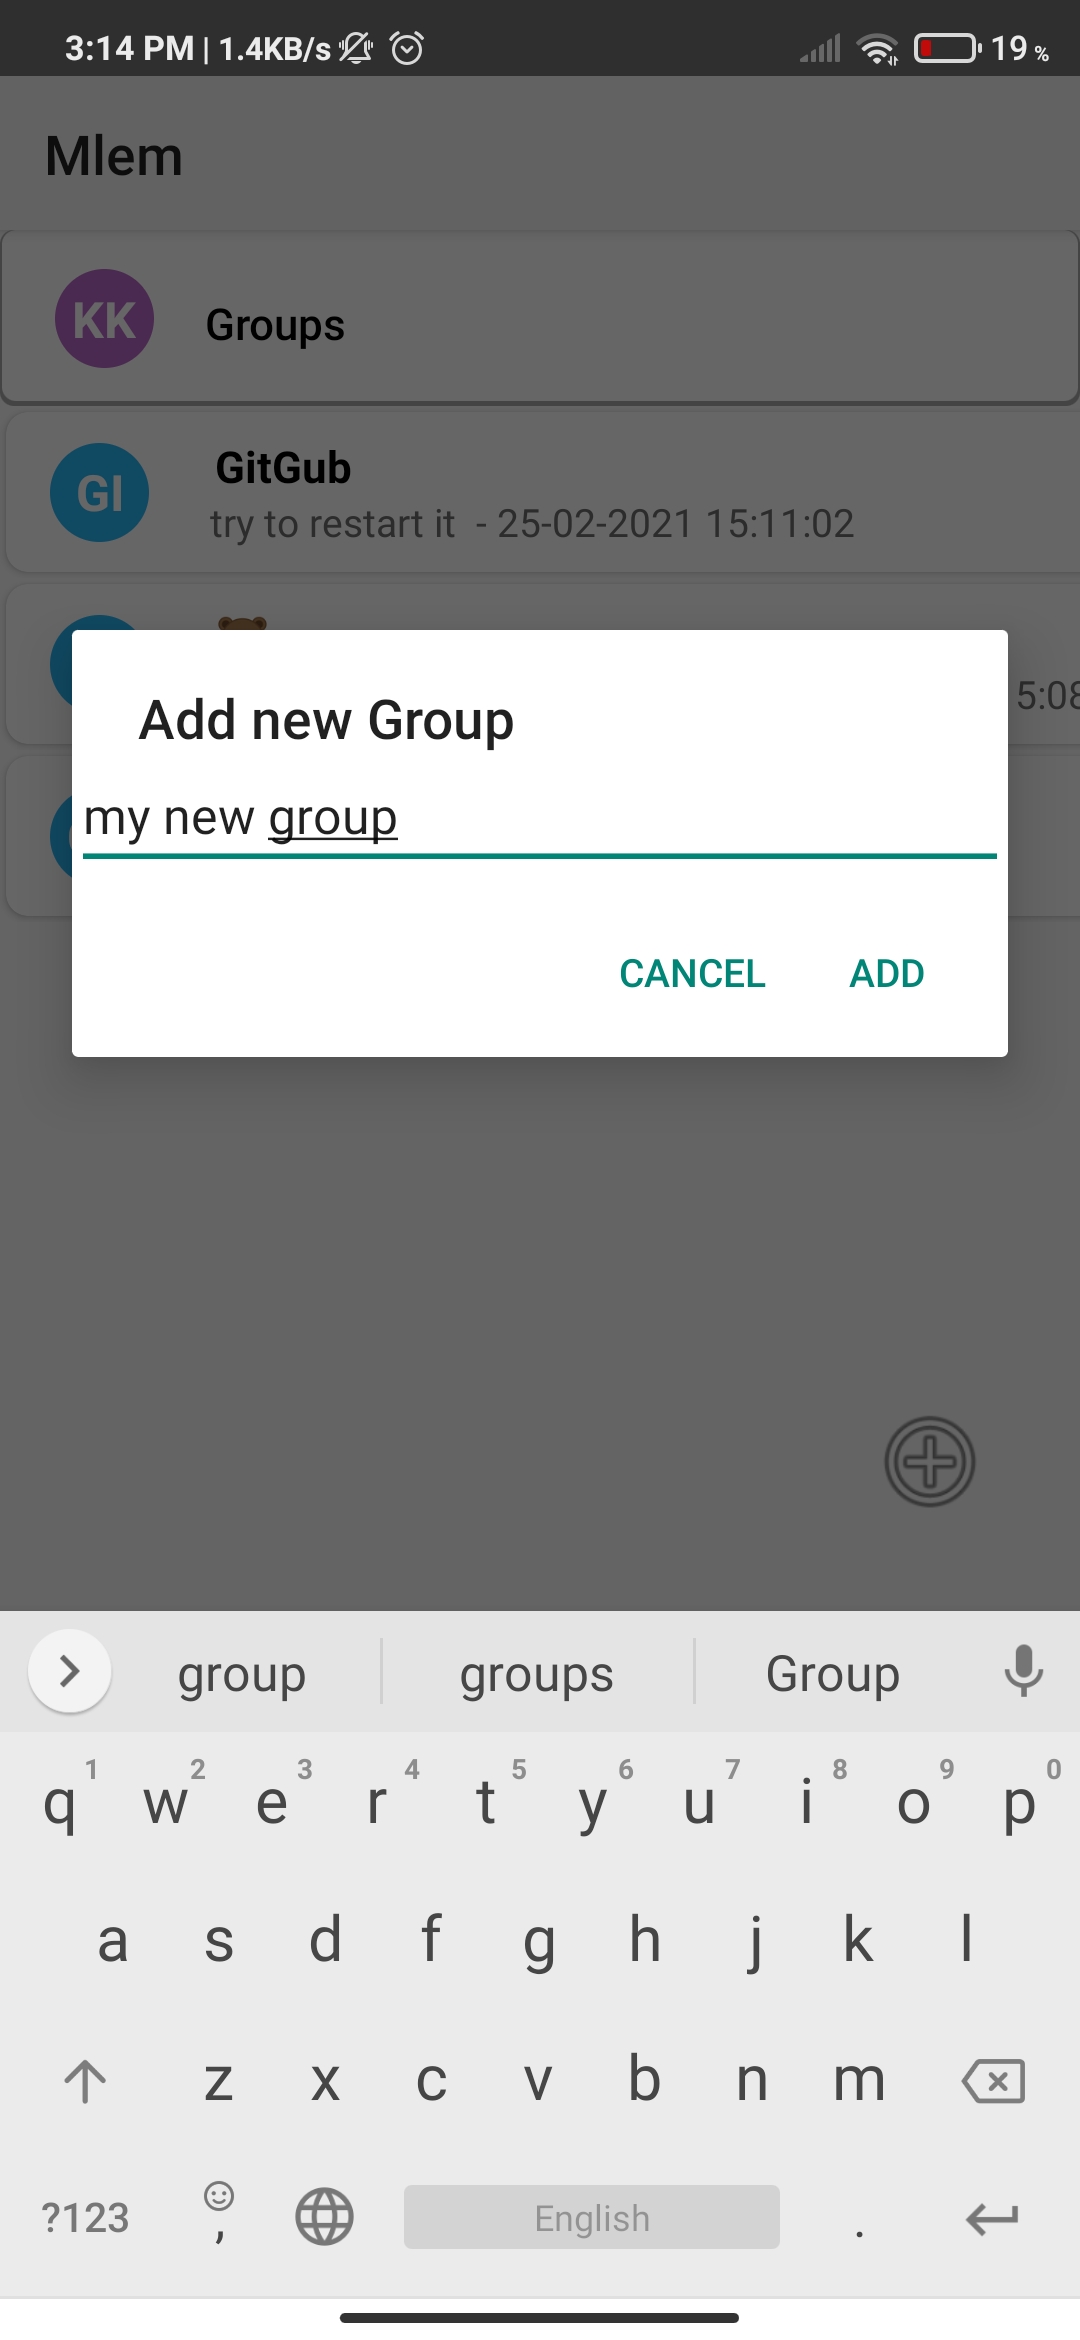 3:14 PM | 1.4KB/s 19 %
Mlem
KK Groups
GitGub
GI try to restart it - 25-02-2021 15:11:02
5:08
Add new Group
my new group
CANCEL ADD
group groups Group
1 2 3 4 5 6 7 8 9 0
q w e r t y u i o p
a s d f g h j k l
z x c v b n m
?123 , English .